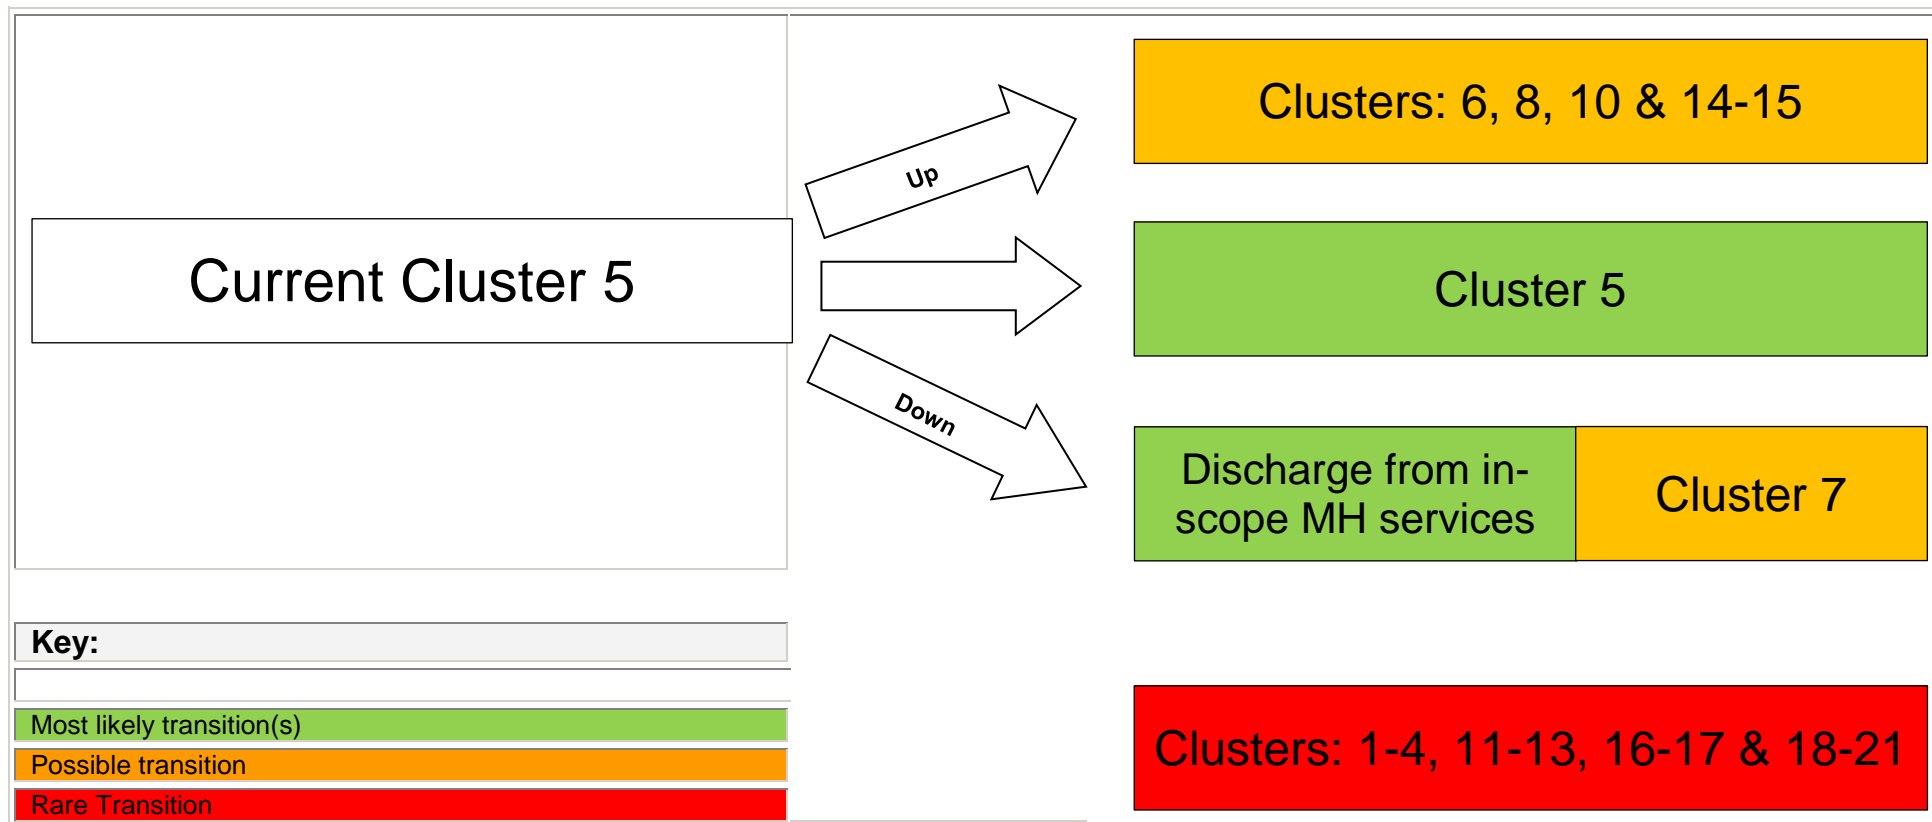 Clusters: 6, 8, 10 & 14-15
Up
Current Cluster 5
Cluster 5
Down
Discharge from in-
scope MH services
Cluster 7
Key:
Most likely transition(s)
Possible transition
Rare Transition
Clusters: 1-4, 11-13, 16-17 & 18-21